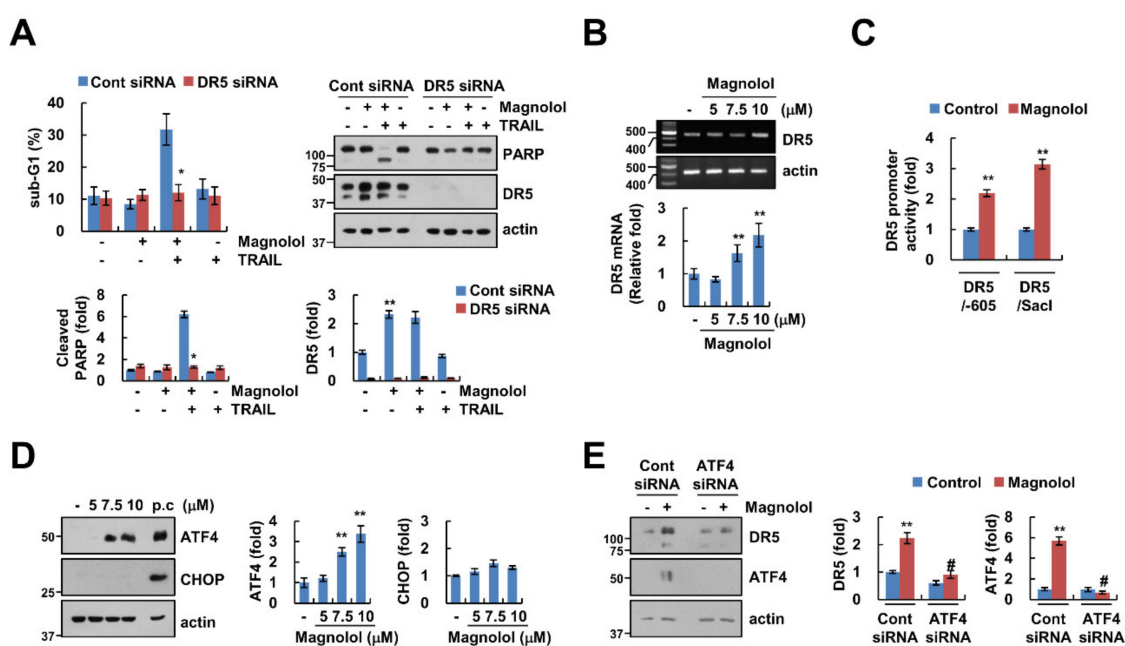 A
Cont siRNA DR5 siRNA
sub-G1 (%)
40
30
20
10
0
- + + - Magnolol
- - + + TRAIL
Cont siRNA DR5 siRNA
- + + - - + + - Magnolol
- - + + - - + + TRAIL
100
75
PARP
50
37
DR5
37
actin
Cleaved
PARP (fold)
8
6
4
2
0
- + + - Magnolol
- - + + TRAIL
DR5 (fold)
3
2
1
0
**
Cont siRNA
DR5 siRNA
- + + - Magnolol
- - + + TRAIL
B
Magnolol
- 5 7.5 10 (μM)
500
400
DR5
500
400
actin
DR5 mRNA
(Relative fold)
3
2
1
0
** **
- 5 7.5 10 (μM)
Magnolol
C
Control Magnolol
DR5 promoter
activity (fold)
4
3
2
1
0
** **
DR5 DR5
/-605 /SacI
D
- 5 7.5 10 p.c (μM)
50
ATF4
CHOP
25
actin
37
ATF4 (fold)
5
4
3
2
1
0
** **
- 5 7.5 10
Magnolol (μM)
CHOP (fold)
4
3
2
1
0
- 5 7.5 10
Magnolol (μM)
E
Cont ATF4
siRNA siRNA
- + - + Magnolol
100
75
DR5
50
ATF4
37
actin
Control Magnolol
DR5 (fold)
3
2
1
0
** #
Cont ATF4
siRNA siRNA
ATF4 (fold)
8
6
4
2
0
** #
Cont ATF4
siRNA siRNA